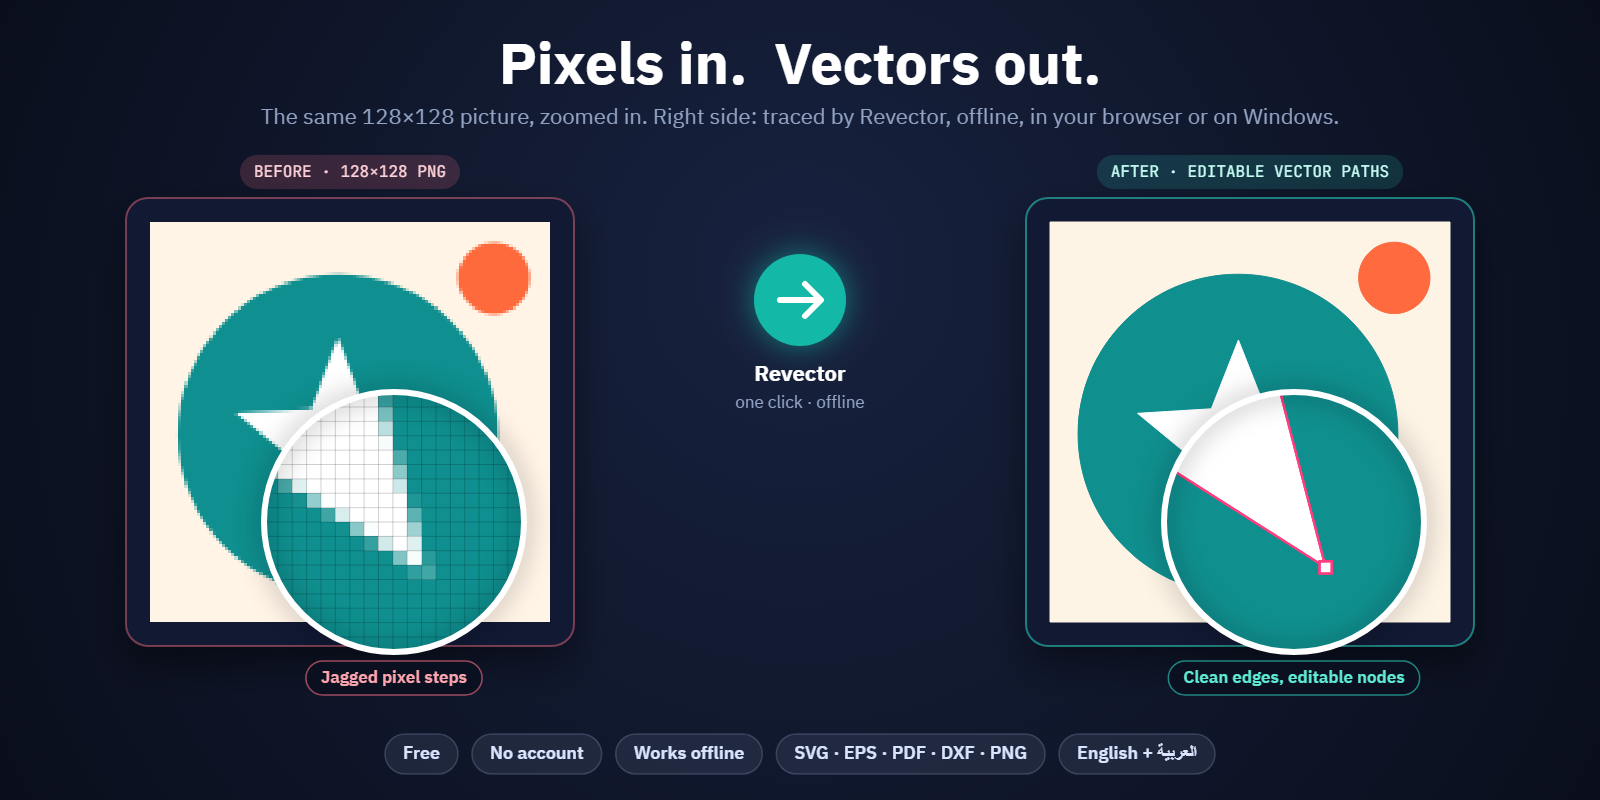 Pixels in. Vectors out.
The same 128×128 picture, zoomed in. Right side: traced by Revector, offline, in your browser or on Windows.
BEFORE · 128×128 PNG
AFTER · EDITABLE VECTOR PATHS
Revector
one click · offline
Jagged pixel steps
Clean edges, editable nodes
Free
No account
Works offline
SVG · EPS · PDF · DXF · PNG
English + العربية